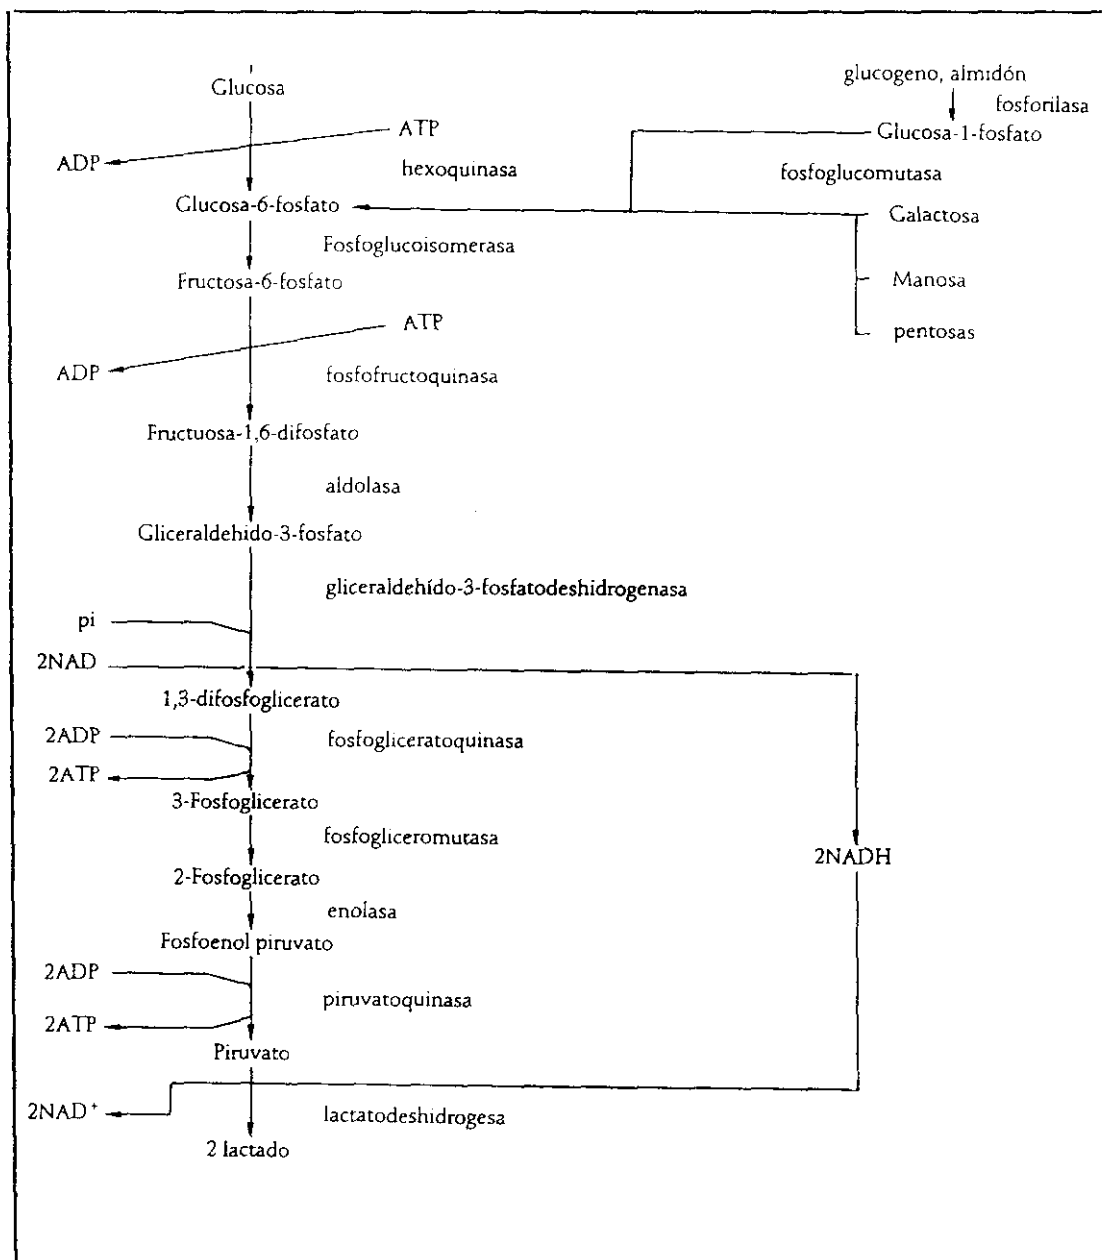 Glucosa
glucogeno, almidón
fosforilasa
ATP
Glucosa-1-fosfato
ADP
hexoquinasa
fosfoglucomutasa
Glucosa-6-fosfato
Galactosa
Fosfoglucoisomerasa
Fructosa-6-fosfato
Manosa
ATP
pentosas
ADP
fosfofructoquinasa
Fructuosa-1,6-difosfato
aldolasa
Gliceraldehido-3-fosfato
gliceraldehído-3-fosfatodeshidrogenasa
pi
2NAD
1,3-difosfoglicerato
2ADP
fosfogliceratoquinasa
2ATP
3-Fosfoglicerato
fosfogliceromutasa
2NADH
2-Fosfoglicerato
enolasa
Fosfoenol piruvato
2ADP
piruvatoquinasa
2ATP
Piruvato
2NAD+
lactatodeshidrogesa
2 lactado